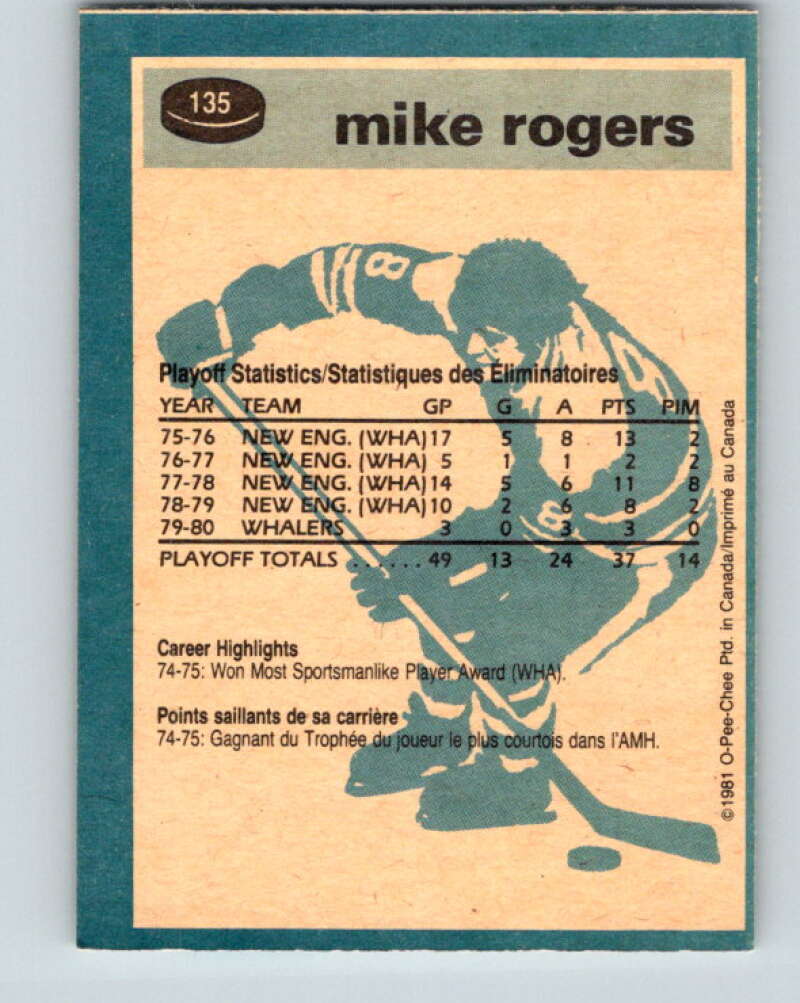 135
mike rogers
8
Playoff Statistics/Statistiques des Éliminatoires
YEAR TEAM GP G A PTS PIM
75-76 NEW ENG. (WHA) 17 5 8 13 2
76-77 NEW ENG. (WHA) 5 1 1 2 2
77-78 NEW ENG. (WHA) 14 5 6 11 8
78-79 NEW ENG. (WHA) 10 2 6 8 2
79-80 WHALERS 3 0 3 3 0
8
PLAYOFF TOTALS ...... 49 13 24 37 14
Career Highlights
74-75: Won Most Sportsmanlike Player Award (WHA).
Points saillants de sa carrière
74-75: Gagnant du Trophée du joueur le plus courtois dans l'AMH.
©1981 O-Pee-Chee Ptd. in Canada/Imprimé au Canada